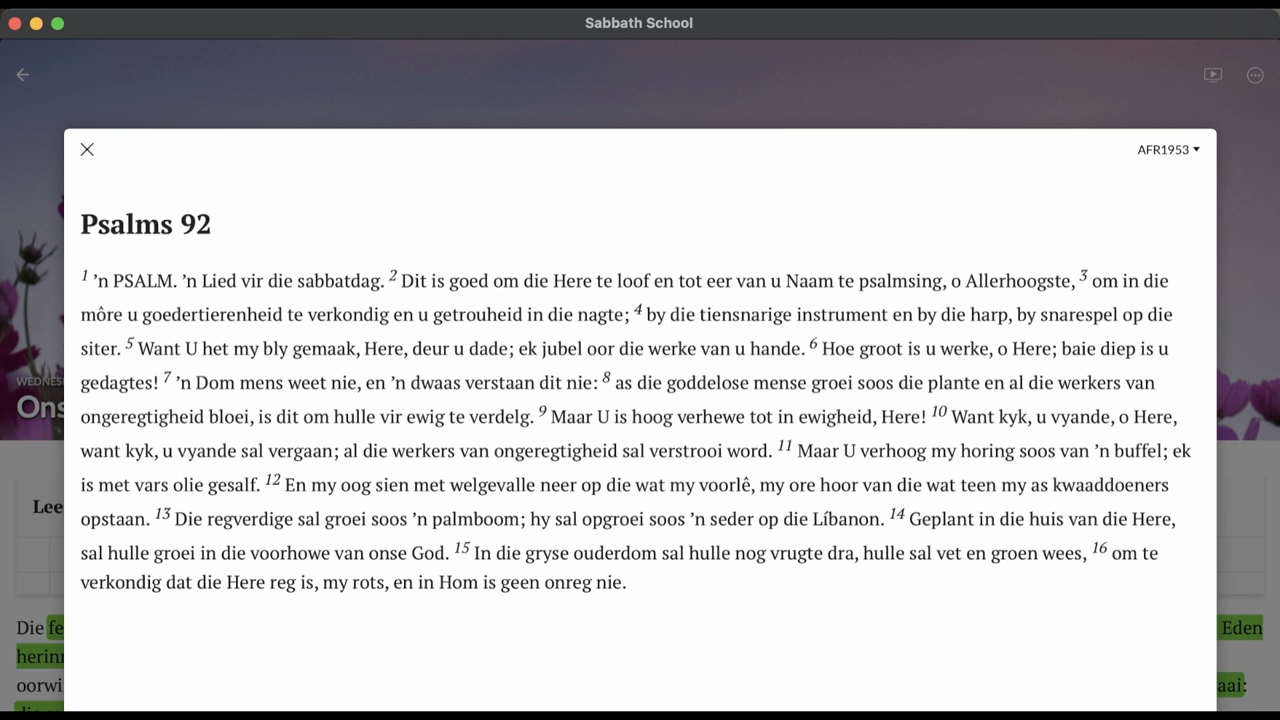 Sabbath School
AFR1953
Psalms 92
1 ’n PSALM. ’n Lied vir die sabbatdag. 2 Dit is goed om die Here te loof en tot eer van u Naam te psalmsing, o Allerhoogste, 3 om in die
môre u goedertierenheid te verkondig en u getrouheid in die nagte; 4 by die tiensnarige instrument en by die harp, by snarespel op die
siter. 5 Want U het my bly gemaak, Here, deur u dade; ek jubel oor die werke van u hande. 6 Hoe groot is u werke, o Here; baie diep is u
gedagtes! 7 ’n Dom mens weet nie, en ’n dwaas verstaan dit nie: 8 as die goddelose mense groei soos die plante en al die werkers van
ongeregtigheid bloei, is dit om hulle vir ewig te verdelg. 9 Maar U is hoog verhewe tot in ewigheid, Here! 10 Want kyk, u vyande, o Here,
want kyk, u vyande sal vergaan; al die werkers van ongeregtigheid sal verstrooi word. 11 Maar U verhoog my horing soos van ’n buffel; ek
is met vars olie gesalf. 12 En my oog sien met welgevalle neer op die wat my voorlê, my ore hoor van die wat teen my as kwaaddoeners
opstaan. 13 Die regverdige sal groei soos ’n palmboom; hy sal opgroei soos ’n seder op die Líbanon. 14 Geplant in die huis van die Here,
sal hulle groei in die voorhowe van onse God. 15 In die gryse ouderdom sal hulle nog vrugte dra, hulle sal vet en groen wees, 16 om te
verkondig dat die Here reg is, my rots, en in Hom is geen onreg nie.
WEDNES
Ons
Lee
Die fe
Eden
herinn
oorwi
aai: